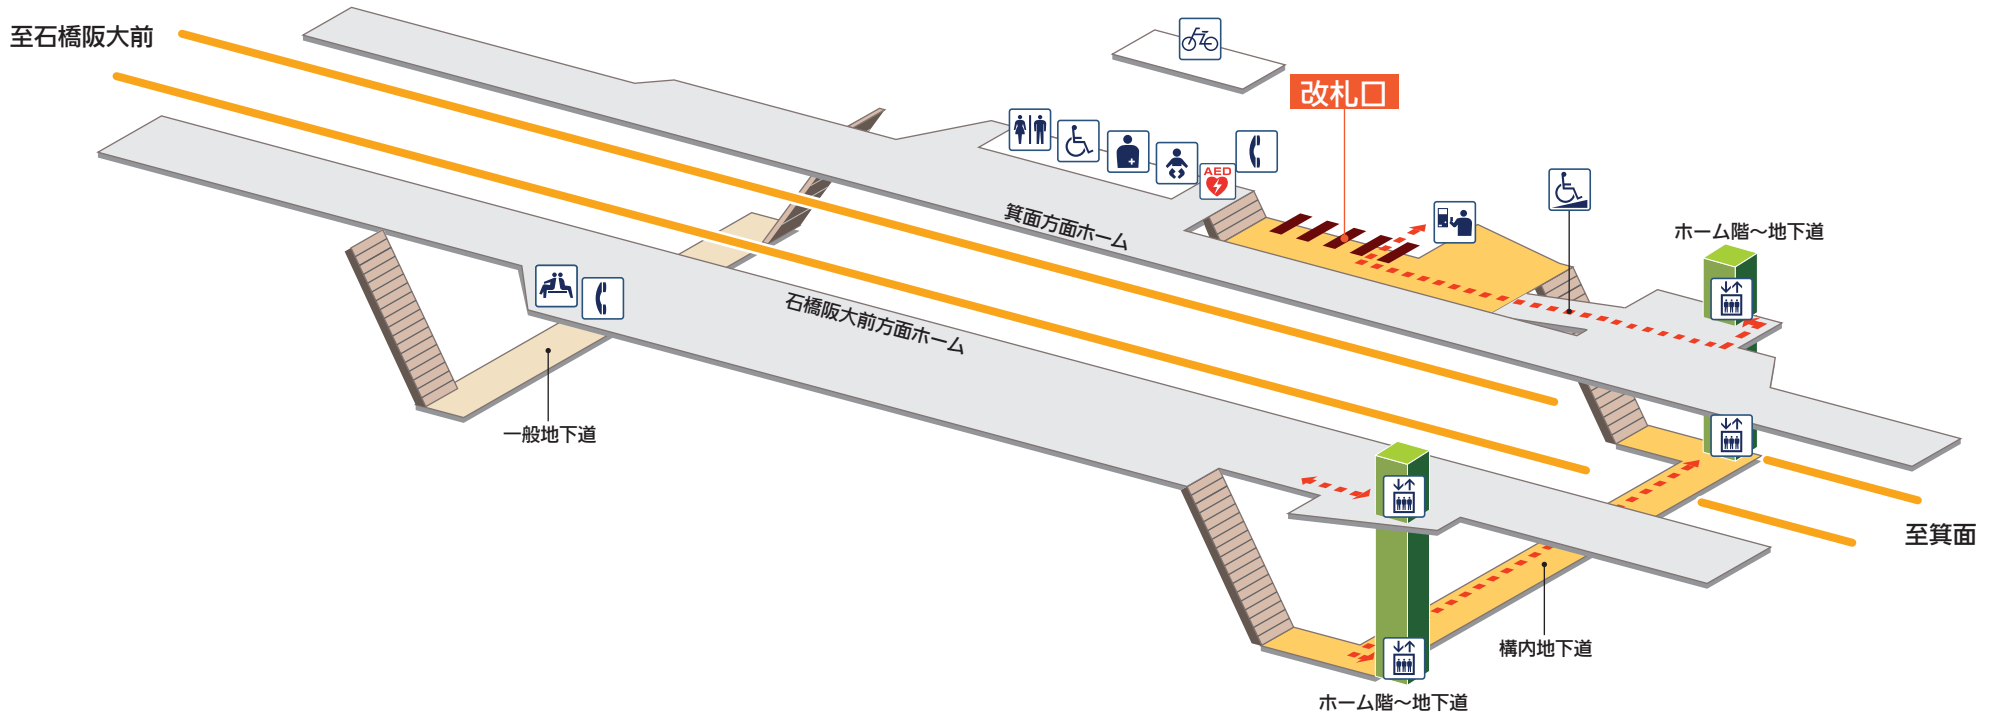 至石橋阪大前
改札口
AED
箕面方面ホーム
ホーム階～地下道
石橋阪大前方面ホーム
一般地下道
至箕面
構内地下道
ホーム階～地下道